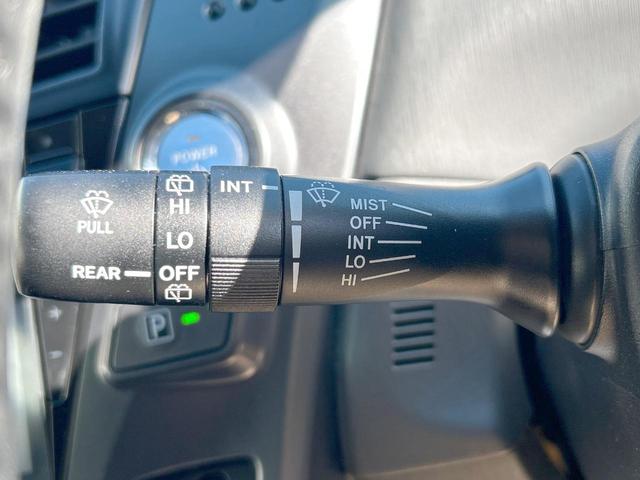 POWER
PULL
REAR
HI
LO
OFF
INT
MIST
OFF
INT
LO
HI
P
+
-